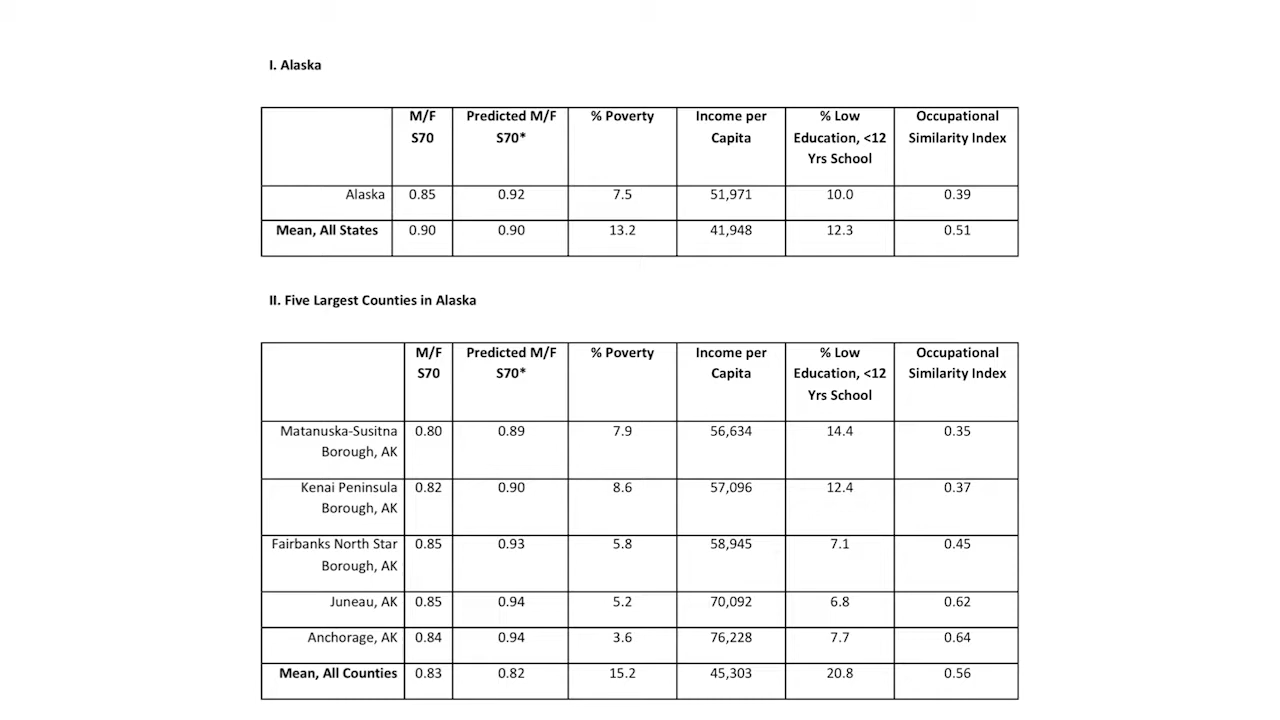 I. Alaska
M/F Predicted M/F % Poverty Income per % Low Occupational
S70 S70* Capita Education, <12 Similarity Index
Yrs School
Alaska 0.85 0.92 7.5 51,971 10.0 0.39
Mean, All States 0.90 0.90 13.2 41,948 12.3 0.51
II. Five Largest Counties in Alaska
M/F Predicted M/F % Poverty Income per % Low Occupational
S70 S70* Capita Education, <12 Similarity Index
Yrs School
Matanuska-Susitna 0.80 0.89 7.9 56,634 14.4 0.35
Borough, AK
Kenai Peninsula 0.82 0.90 8.6 57,096 12.4 0.37
Borough, AK
Fairbanks North Star 0.85 0.93 5.8 58,945 7.1 0.45
Borough, AK
Juneau, AK 0.85 0.94 5.2 70,092 6.8 0.62
Anchorage, AK 0.84 0.94 3.6 76,228 7.7 0.64
Mean, All Counties 0.83 0.82 15.2 45,303 20.8 0.56